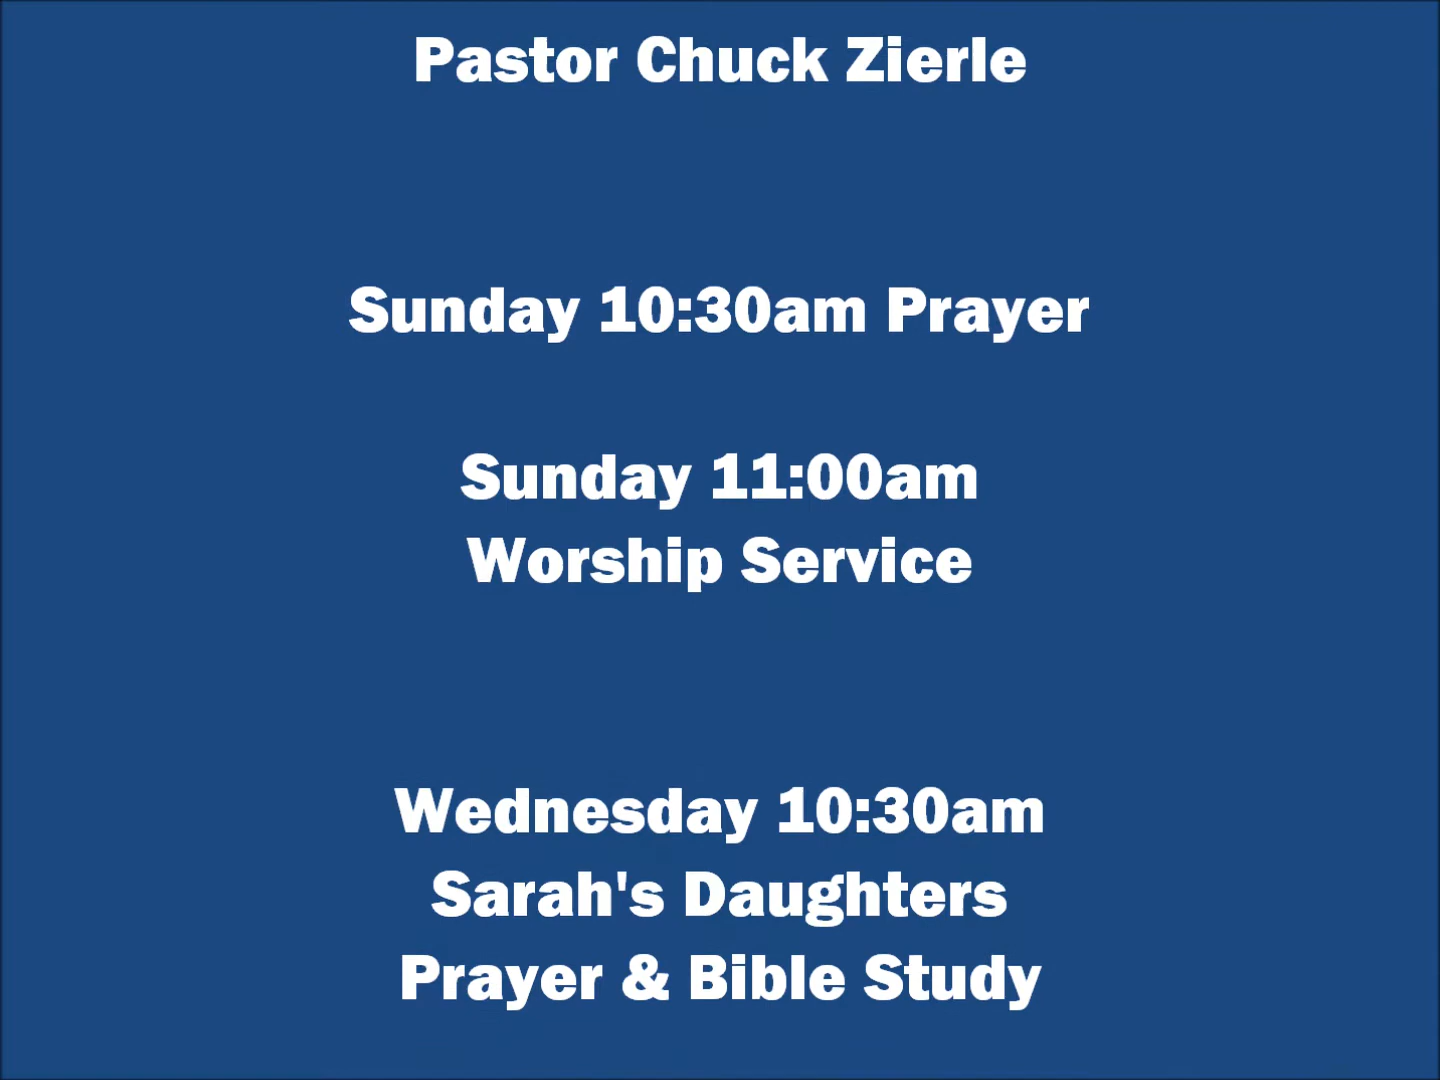 Pastor Chuck Zierle
Sunday 10:30am Prayer
Sunday 11:00am
Worship Service
Wednesday 10:30am
Sarah's Daughters
Prayer & Bible Study